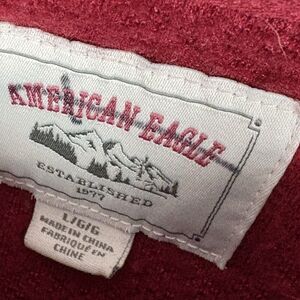 AMERICAN EAGLE
ESTABLISHED
1977
L/G/G
MADE IN CHINA
FABRIQUÉ EN
CHINE